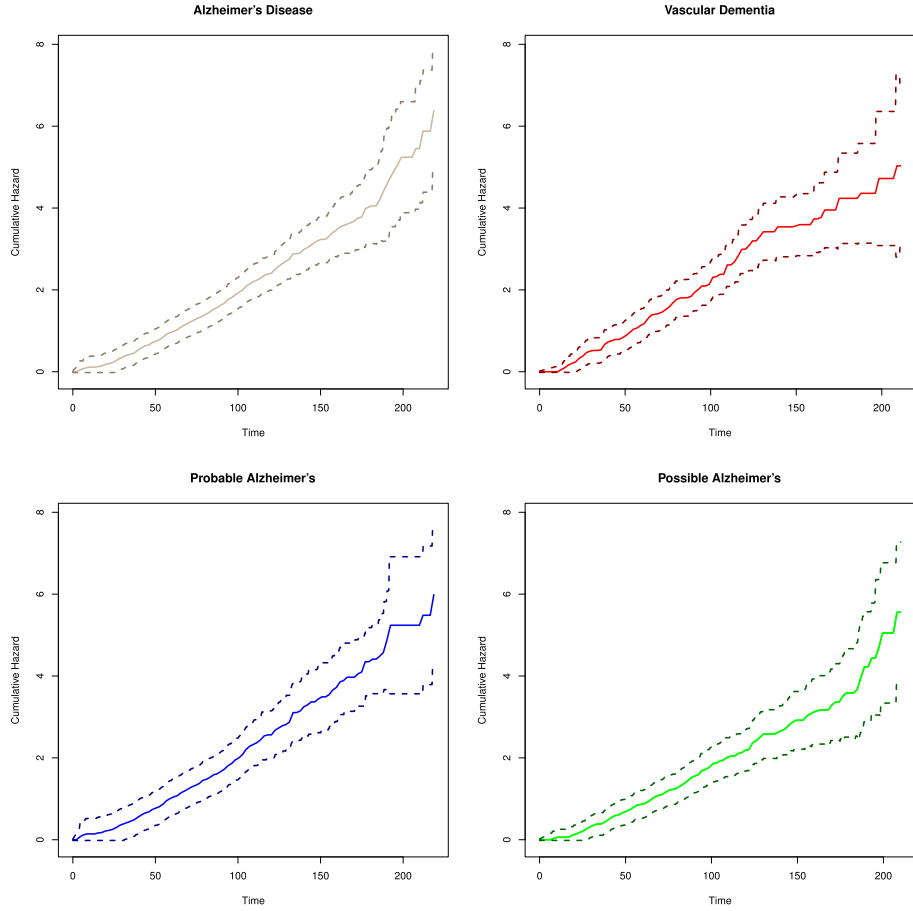 Alzheimer's Disease
Cumulative Hazard
8
6
4
2
0
0 50 100 150 200
Time
Vascular Dementia
Cumulative Hazard
8
6
4
2
0
0 50 100 150 200
Time
Probable Alzheimer's
Cumulative Hazard
8
6
4
2
0
0 50 100 150 200
Time
Possible Alzheimer's
Cumulative Hazard
8
6
4
2
0
0 50 100 150 200
Time